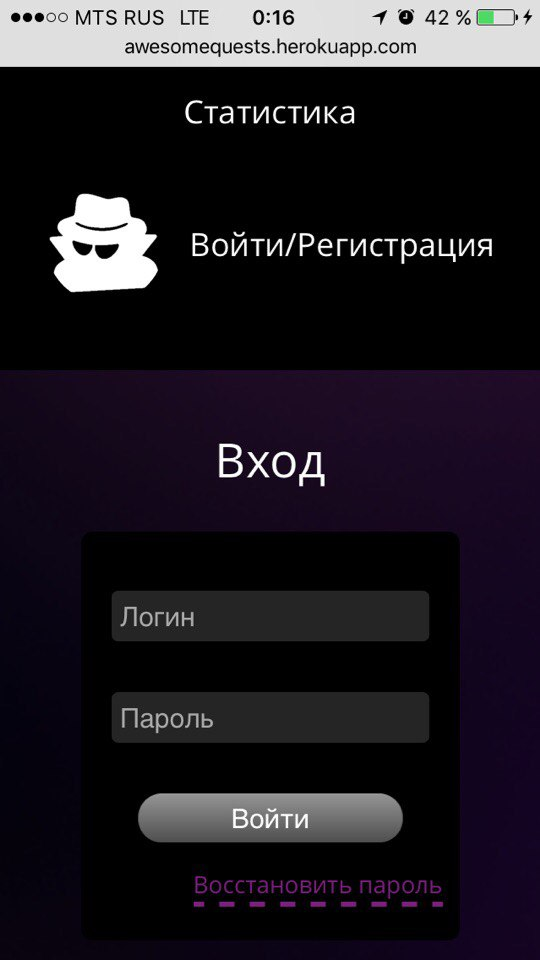 MTS RUS LTE 0:16 42 %
awesomequests.herokuapp.com
Статистика
Войти/Регистрация
Вход
Логин
Пароль
Войти
Восстановить пароль